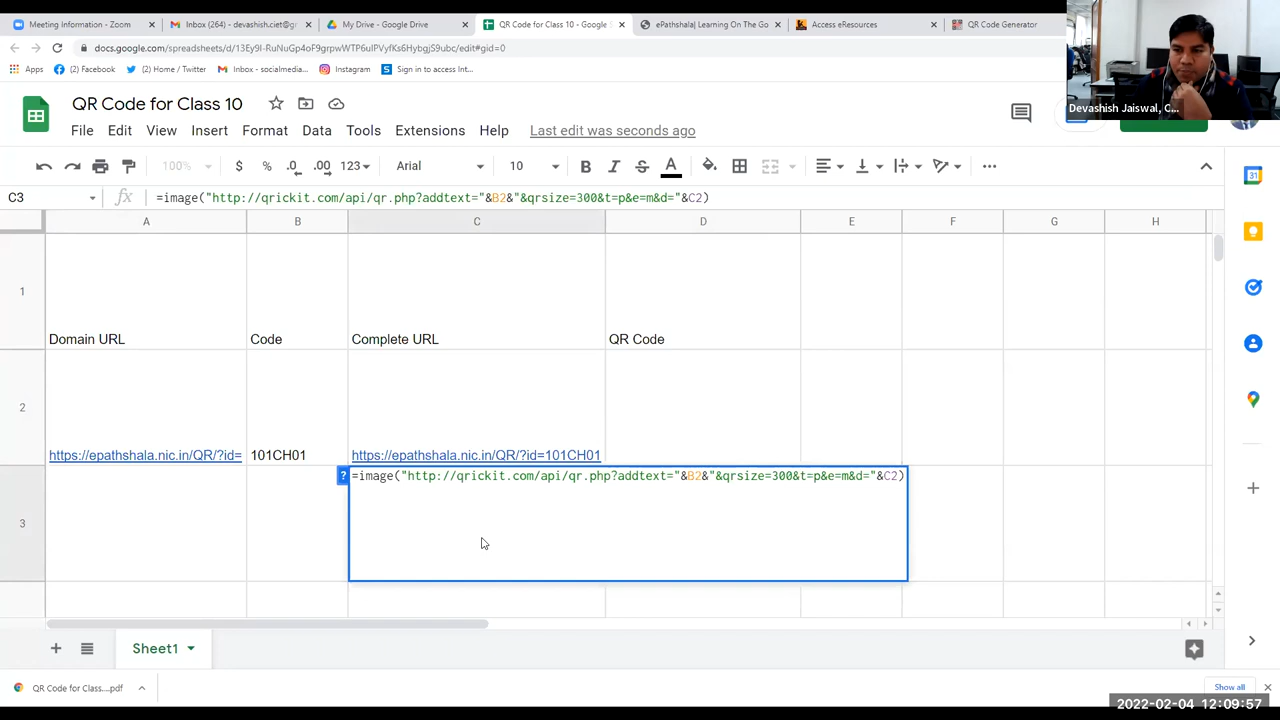 Meeting Information - Zoom
Inbox (264) - devashish.ciet@gm
My Drive - Google Drive
QR Code for Class 10 - Google S
ePathshala| Learning On The Go
Access eResources
QR Code Generator
docs.google.com/spreadsheets/d/13Ey9I-RuNuGp4oF9grpwWTP6ulPVyfKs6HybgjS9ubc/edit#gid=0
Apps
(2) Facebook
(2) Home / Twitter
Inbox - socialmedia...
Instagram
Sign in to access Int...
Devashish Jaiswal, C...
QR Code for Class 10
File Edit View Insert Format Data Tools Extensions Help Last edit was seconds ago
100% $ % .0 .00 123 Arial 10 B I S A
C3 fx =image("http://qrickit.com/api/qr.php?addtext="&B2&"&qrsize=300&t=p&e=m&d="&C2)
A B C D E F G H
1
Domain URL Code Complete URL QR Code
2
https://epathshala.nic.in/QR/?id= 101CH01 https://epathshala.nic.in/QR/?id=101CH01
? =image("http://qrickit.com/api/qr.php?addtext="&B2&"&qrsize=300&t=p&e=m&d="&C2)
3
Sheet1
QR Code for Class....pdf
Show all
2022-02-04 12:09:57
31